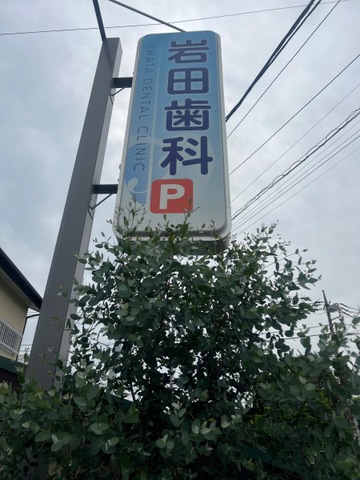 岩田歯科
IWATA DENTAL CLINIC
P